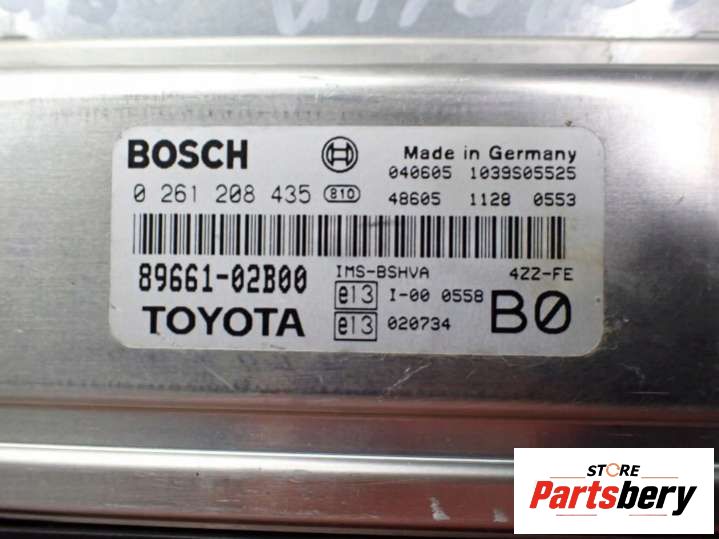 BOSCH
Made in Germany
040605 1039S05525
0 261 208 435 810
48605 1128 0553
89661-02B00
IMS-BSHVA 4ZZ-FE
e13 I-00 0558
TOYOTA
e13 020734
B0
STORE
Partsbery